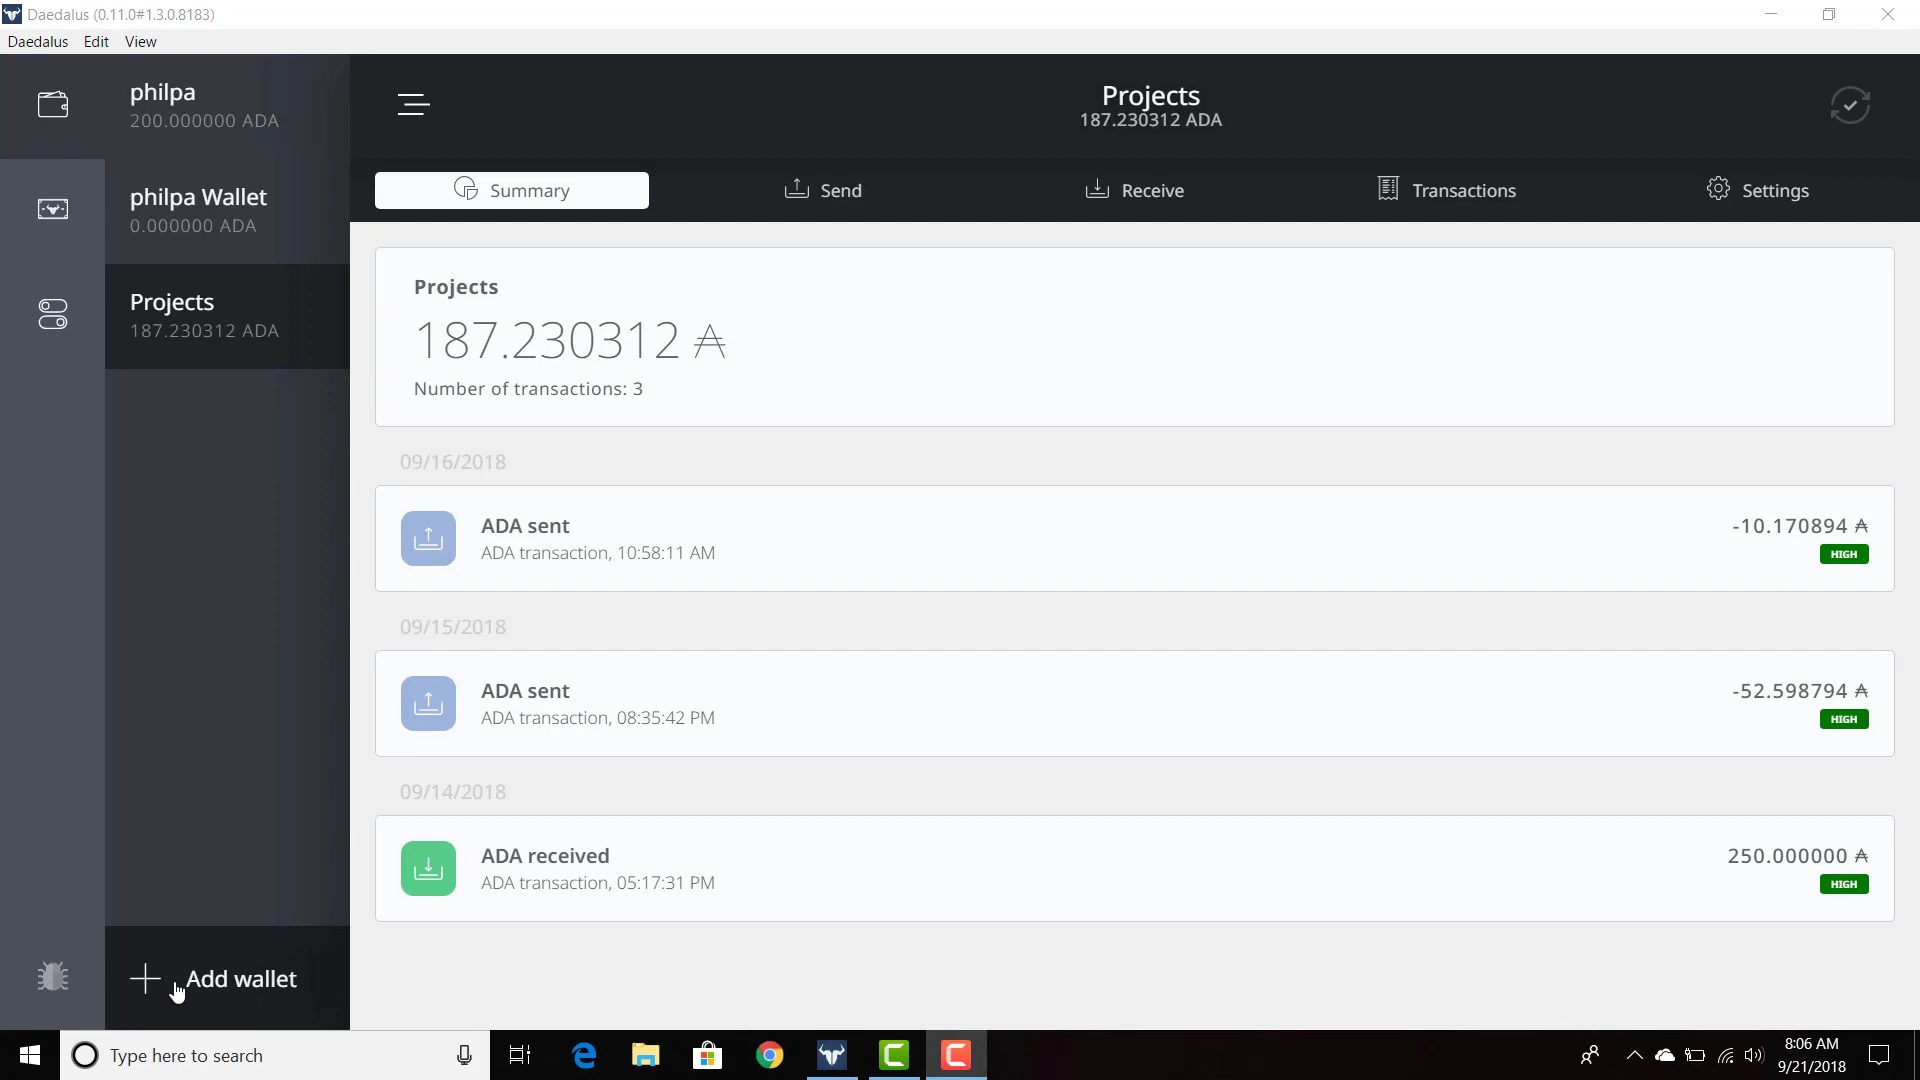 Daedalus (0.11.0#1.3.0.8183)
Daedalus Edit View
philpa
200.000000 ADA
philpa Wallet
0.000000 ADA
Projects
187.230312 ADA
Add wallet
Projects
187.230312 ADA
Summary
Send
Receive
Transactions
Settings
Projects
187.230312 ₳
Number of transactions: 3
09/16/2018
ADA sent
-10.170894 ₳
ADA transaction, 10:58:11 AM
HIGH
09/15/2018
ADA sent
-52.598794 ₳
ADA transaction, 08:35:42 PM
HIGH
09/14/2018
ADA received
250.000000 ₳
ADA transaction, 05:17:31 PM
HIGH
Type here to search
8:06 AM
9/21/2018